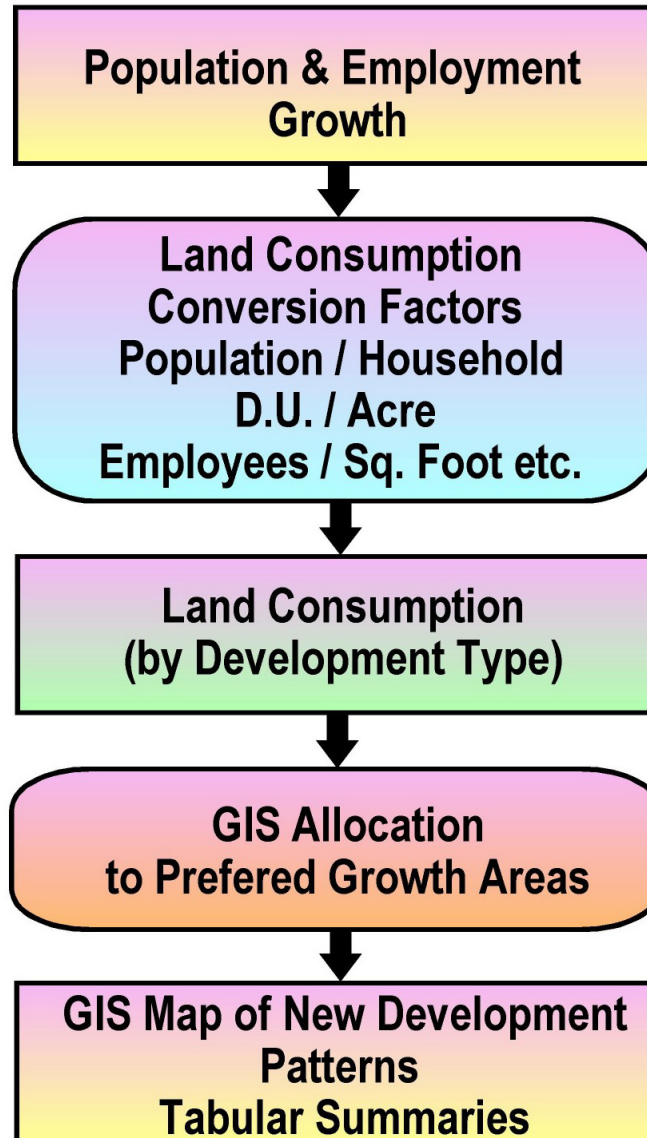 Population & Employment
Growth
Land Consumption
Conversion Factors
Population / Household
D.U. / Acre
Employees / Sq. Foot etc.
Land Consumption
(by Development Type)
GIS Allocation
to Prefered Growth Areas
GIS Map of New Development
Patterns
Tabular Summaries